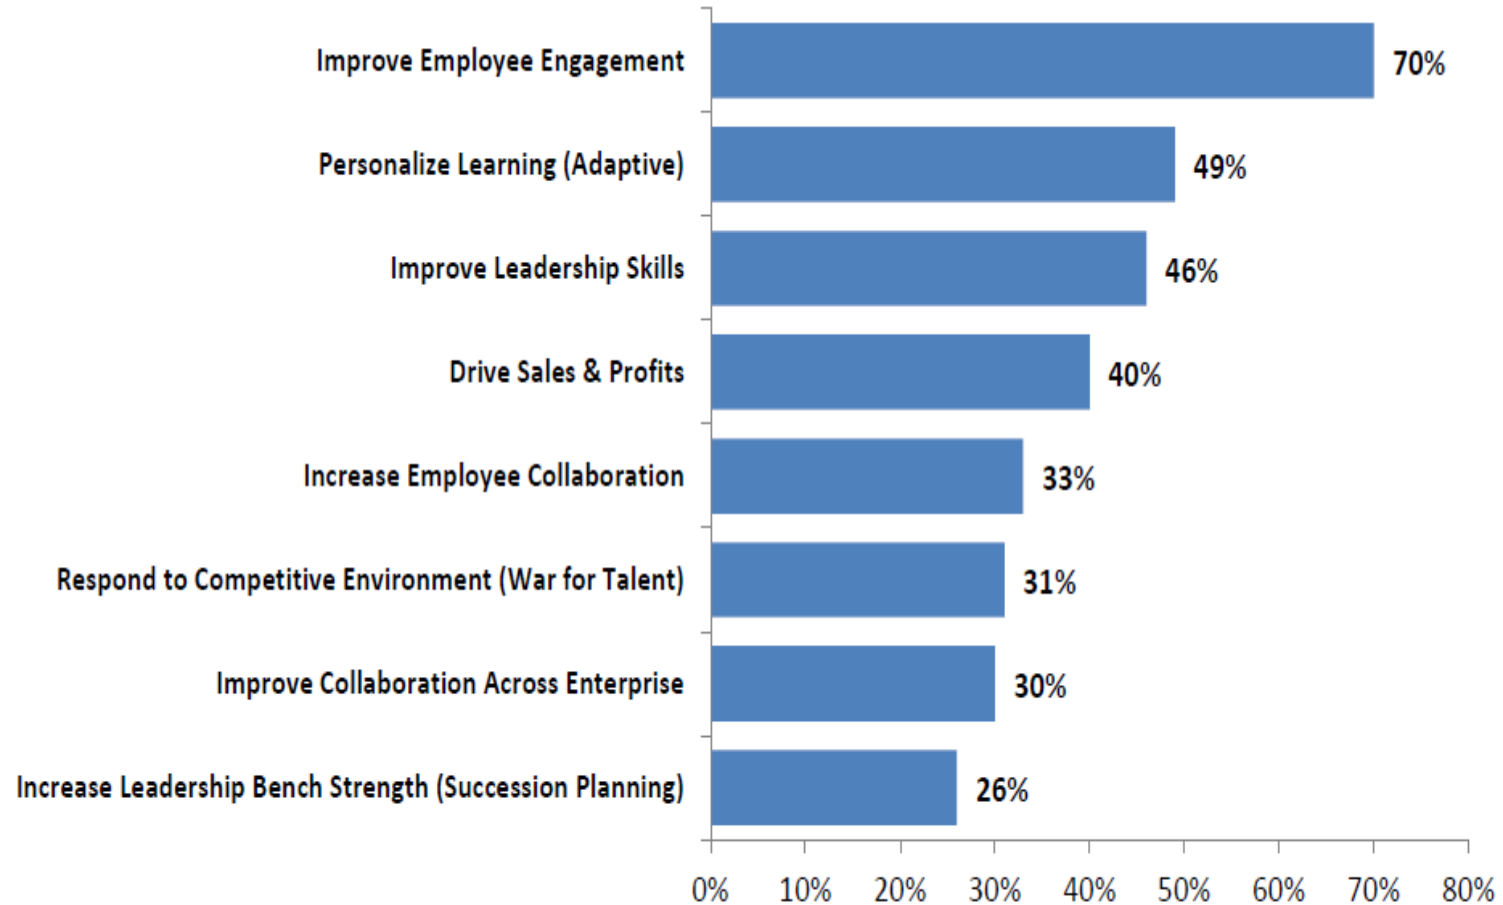 Improve Employee Engagement 70%
Personalize Learning (Adaptive) 49%
Improve Leadership Skills 46%
Drive Sales & Profits 40%
Increase Employee Collaboration 33%
Respond to Competitive Environment (War for Talent) 31%
Improve Collaboration Across Enterprise 30%
Increase Leadership Bench Strength (Succession Planning) 26%
0% 10% 20% 30% 40% 50% 60% 70% 80%